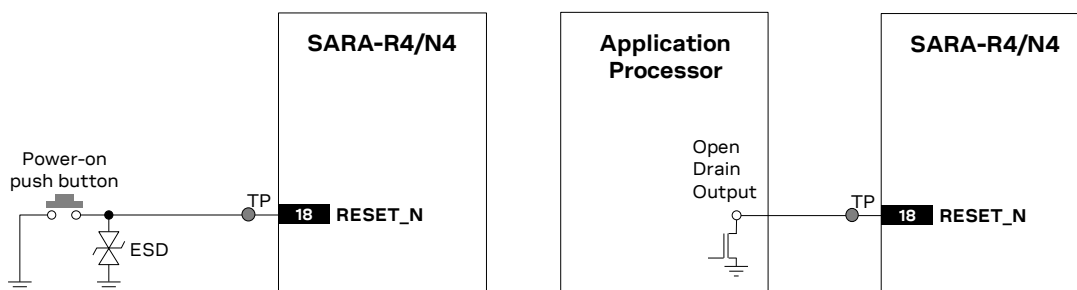 SARA-R4/N4
Power-on
push button
ESD
TP
18 RESET_N
Application
Processor
Open
Drain
Output
SARA-R4/N4
TP
18 RESET_N